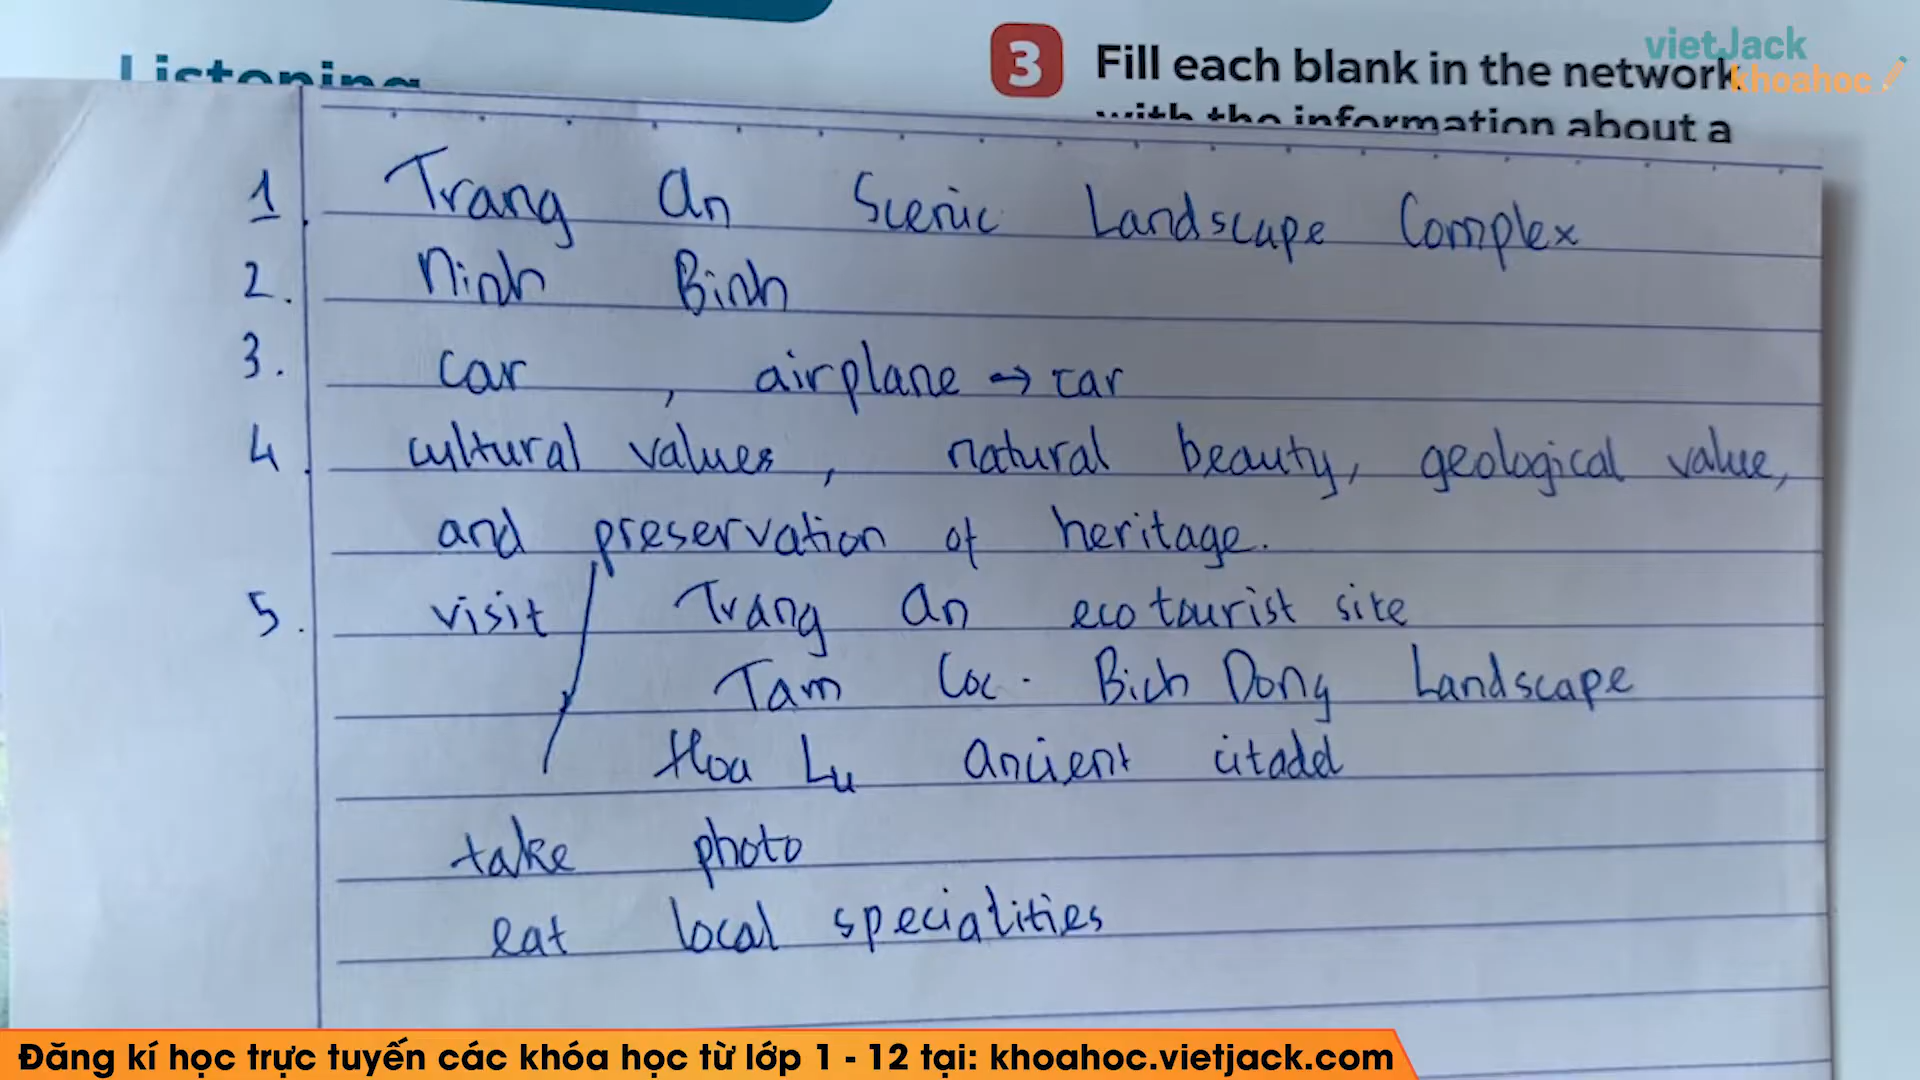 Listening
3 Fill each blank in the network
with the information about a
vietJack
khoahoc
1. Trang An Scenic Landscape Complex
2. Ninh Binh
3. car , airplane → car
4. cultural values, natural beauty, geological value,
and preservation of heritage.
5. visit / Trang An ecotourist site
Tam Coc - Bich Dong Landscape
Hoa Lu Ancient citadel
take photo
eat local specialities
Đăng kí học trực tuyến các khóa học từ lớp 1 - 12 tại: khoahoc.vietjack.com